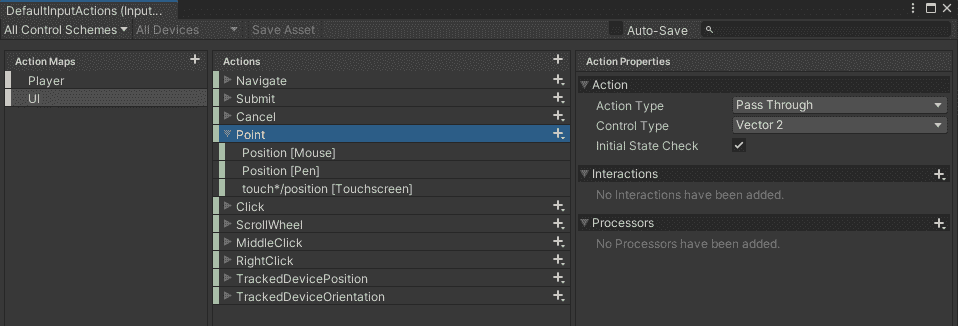 DefaultInputActions (Input...
All Control Schemes All Devices Save Asset Auto-Save
Action Maps
Player
UI
Actions
Navigate
Submit
Cancel
Point
Position [Mouse]
Position [Pen]
touch*/position [Touchscreen]
Click
ScrollWheel
MiddleClick
RightClick
TrackedDevicePosition
TrackedDeviceOrientation
Action Properties
Action
Action Type Pass Through
Control Type Vector 2
Initial State Check
Interactions
No Interactions have been added.
Processors
No Processors have been added.